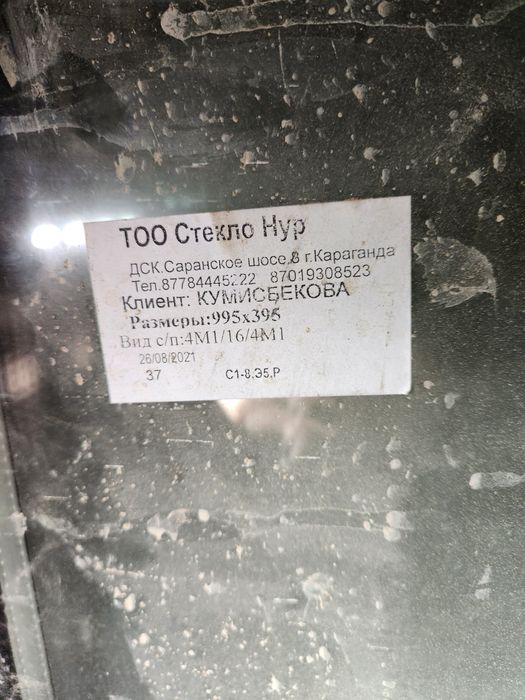 ТОО Стекло Нур
ДСК.Саранское шосе,8 г.Караганда
Тел.87784445222 87019308523
Клиент: КУМИСБЕКОВА
Размеры:995x395
Вид с/п:4М1/16/4М1
26/08/2021
37 С1-8,Э5,Р